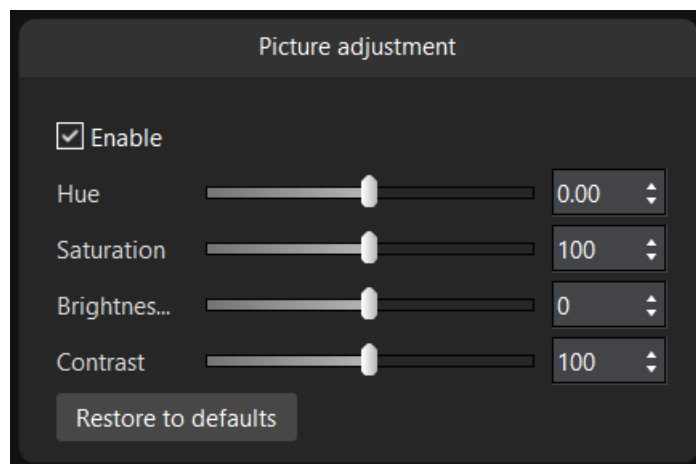 Picture adjustment
Enable
Hue 0.00
Saturation 100
Brightnes... 0
Contrast 100
Restore to defaults